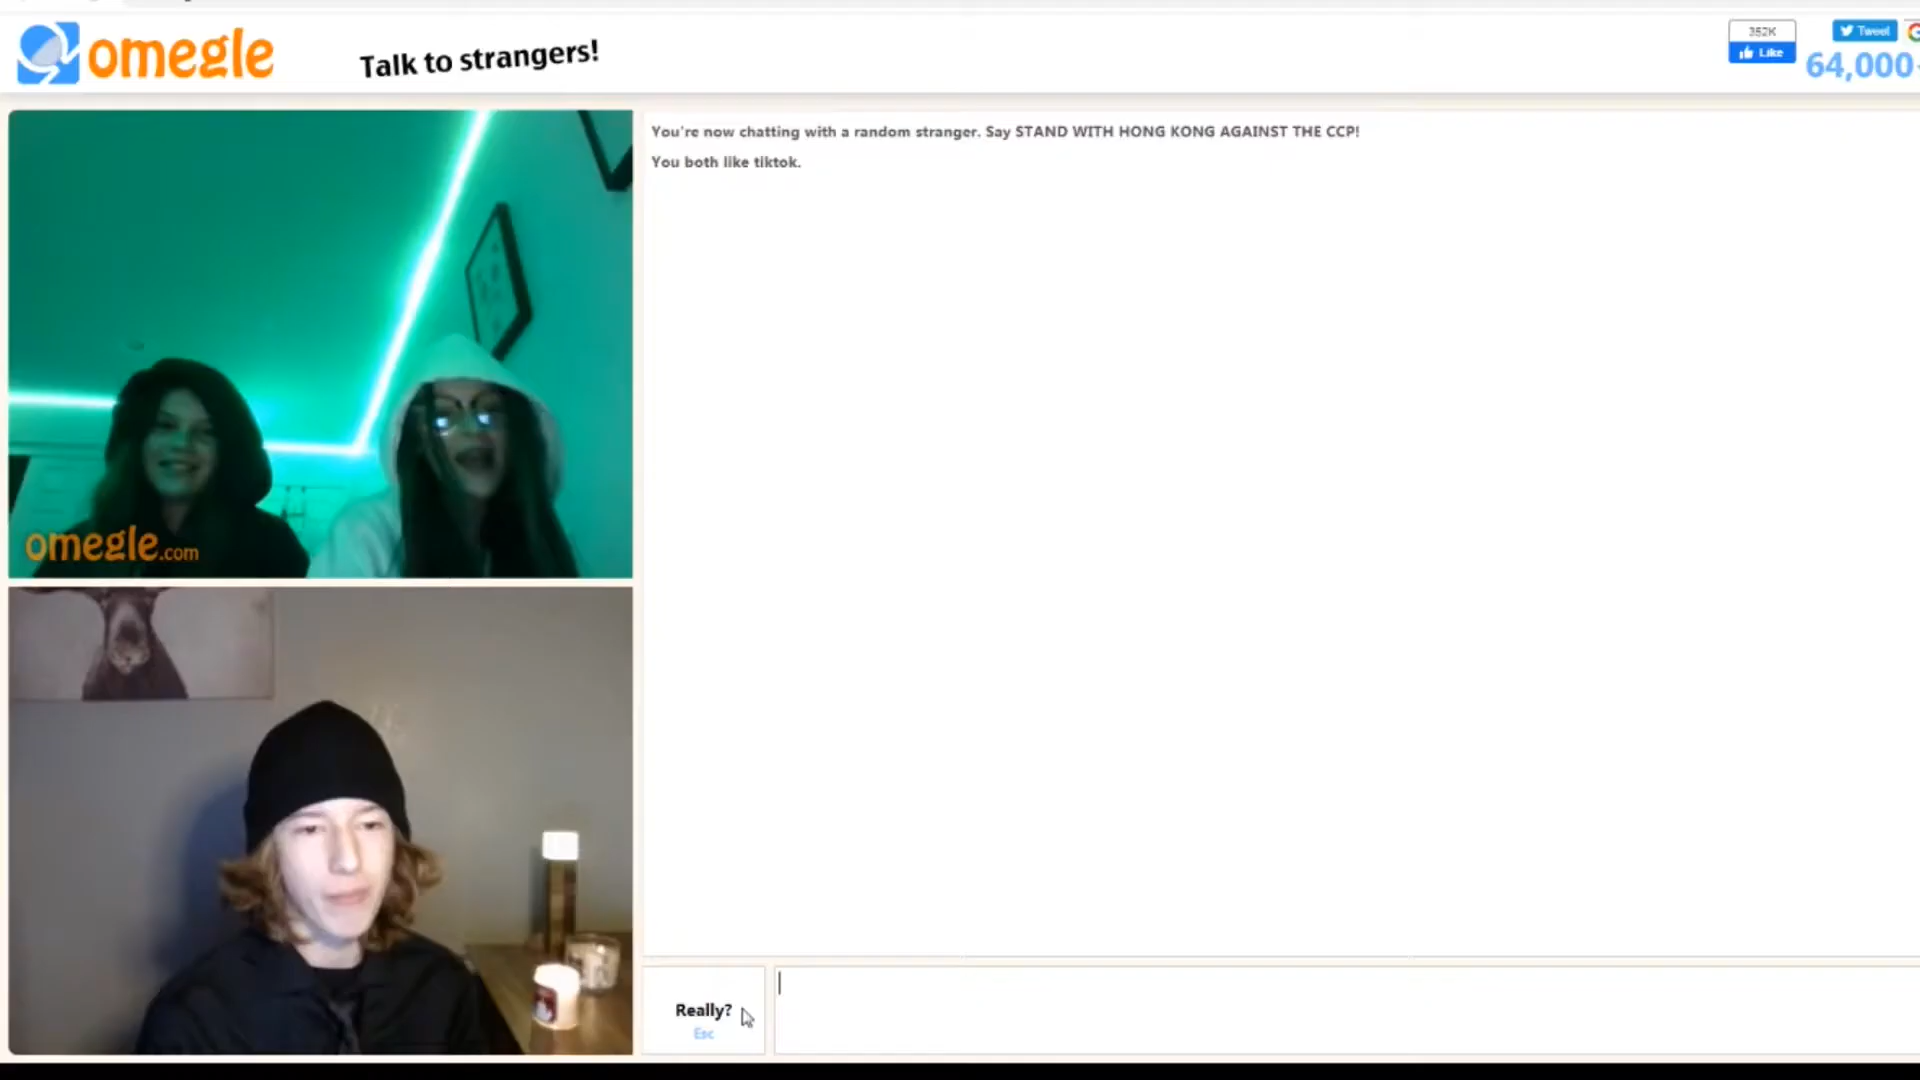 omegle
Talk to strangers!
352K
Like
Tweet
64,000
You're now chatting with a random stranger. Say STAND WITH HONG KONG AGAINST THE CCP!
You both like tiktok.
omegle.com
Really?
Esc